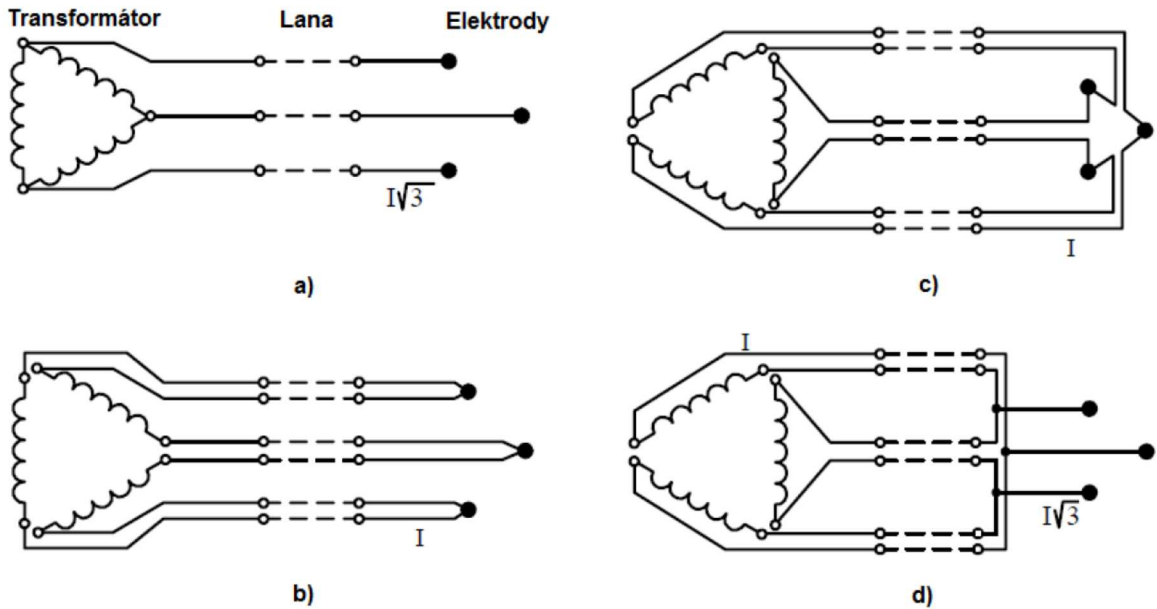 Transformátor Lana Elektrody
I√3
a)
I
c)
I
b)
I
I√3
d)